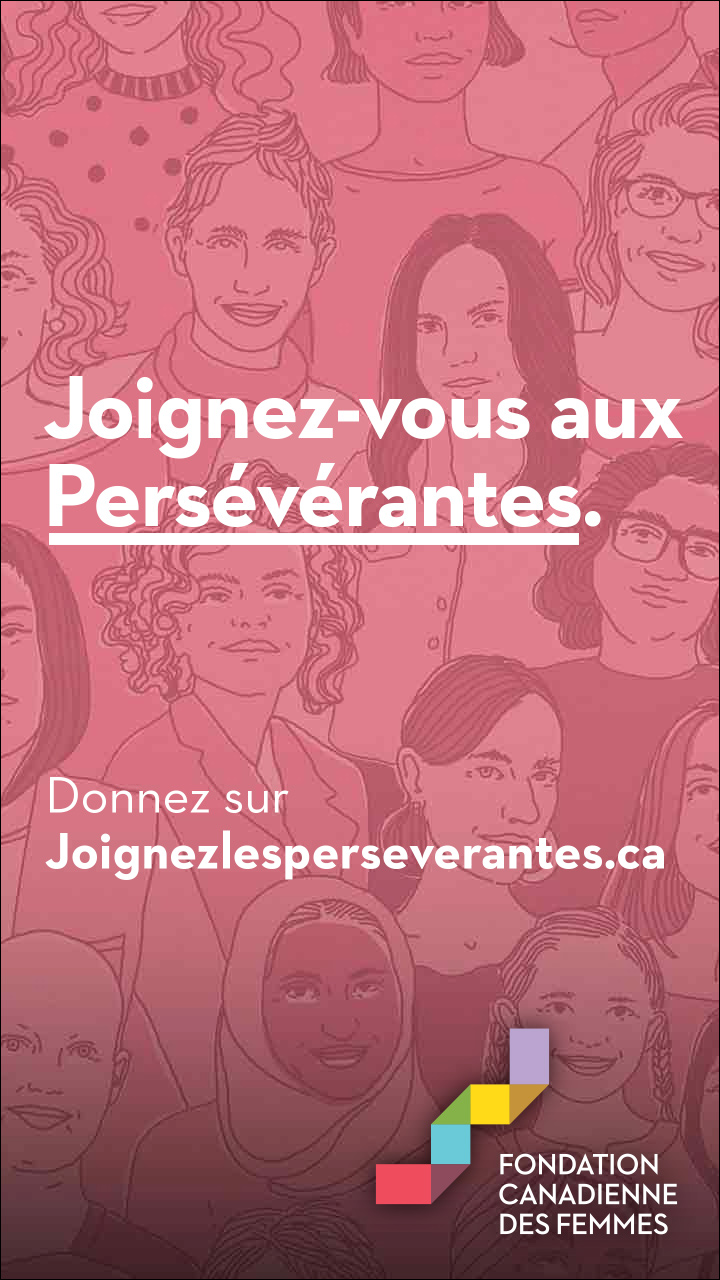 Joignez-vous aux
Persévérantes.
Donnez sur
Joignezlesperseverantes.ca
FONDATION
CANADIENNE
DES FEMMES